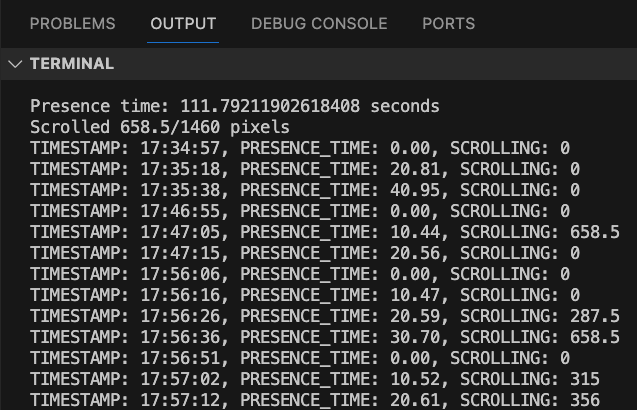 PROBLEMS OUTPUT DEBUG CONSOLE PORTS
TERMINAL
Presence time: 111.79211902618408 seconds
Scrolled 658.5/1460 pixels
TIMESTAMP: 17:34:57, PRESENCE_TIME: 0.00, SCROLLING: 0
TIMESTAMP: 17:35:18, PRESENCE_TIME: 20.81, SCROLLING: 0
TIMESTAMP: 17:35:38, PRESENCE_TIME: 40.95, SCROLLING: 0
TIMESTAMP: 17:46:55, PRESENCE_TIME: 0.00, SCROLLING: 0
TIMESTAMP: 17:47:05, PRESENCE_TIME: 10.44, SCROLLING: 658.5
TIMESTAMP: 17:47:15, PRESENCE_TIME: 20.56, SCROLLING: 0
TIMESTAMP: 17:56:06, PRESENCE_TIME: 0.00, SCROLLING: 0
TIMESTAMP: 17:56:16, PRESENCE_TIME: 10.47, SCROLLING: 0
TIMESTAMP: 17:56:26, PRESENCE_TIME: 20.59, SCROLLING: 287.5
TIMESTAMP: 17:56:36, PRESENCE_TIME: 30.70, SCROLLING: 658.5
TIMESTAMP: 17:56:51, PRESENCE_TIME: 0.00, SCROLLING: 0
TIMESTAMP: 17:57:02, PRESENCE_TIME: 10.52, SCROLLING: 315
TIMESTAMP: 17:57:12, PRESENCE_TIME: 20.61, SCROLLING: 356